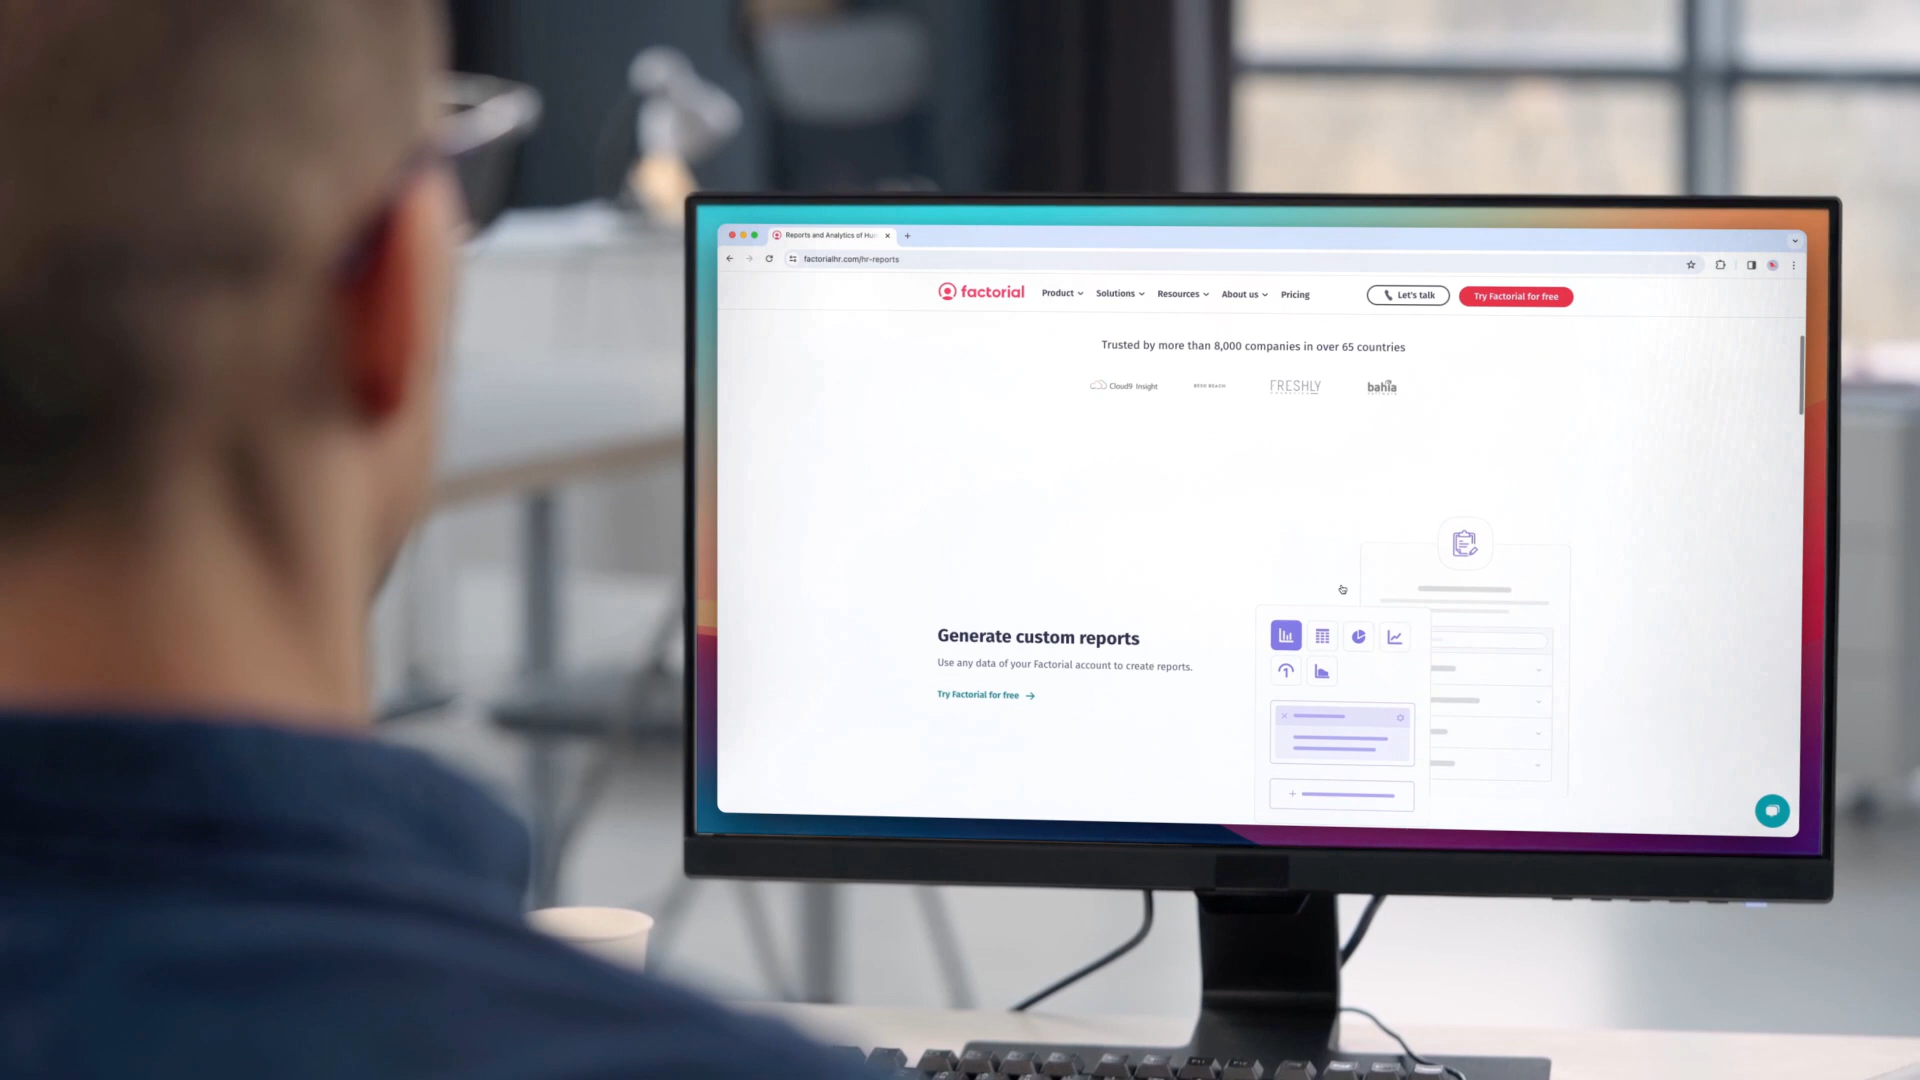 Reports and Analytics of Hu
factorialhr.com/hr-reports
factorial
Product
Solutions
Resources
About us
Pricing
Let's talk
Try Factorial for free
Trusted by more than 8,000 companies in over 65 countries
Cloud9 Insight
FRESHLY
bahia
Generate custom reports
Use any data of your Factorial account to create reports.
Try Factorial for free
1